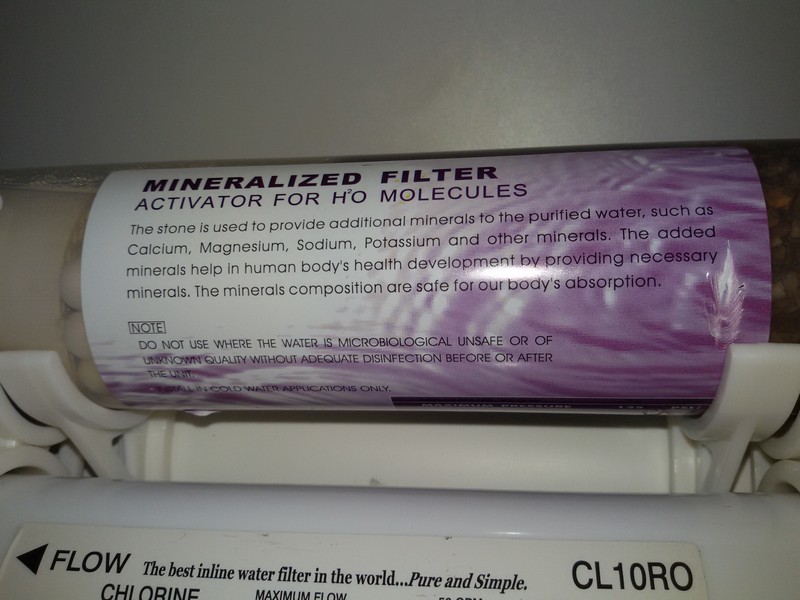 MINERALIZED FILTER
ACTIVATOR FOR H²O MOLECULES
The stone is used to provide additional minerals to the purified water, such as
Calcium, Magnesium, Sodium, Potassium and other minerals. The added
minerals help in human body's health development by providing necessary
minerals. The minerals composition are safe for our body's absorption.
NOTE
DO NOT USE WHERE THE WATER IS MICROBIOLOGICAL UNSAFE OR OF
UNKNOWN QUALITY WITHOUT ADEQUATE DISINFECTION BEFORE OR AFTER
THE UNIT.
INSTALL IN COLD WATER APPLICATIONS ONLY.
MAXIMUM PRESSURE
FLOW The best inline water filter in the world...Pure and Simple. CL10RO
CHLORINE MAXIMUM FLOW